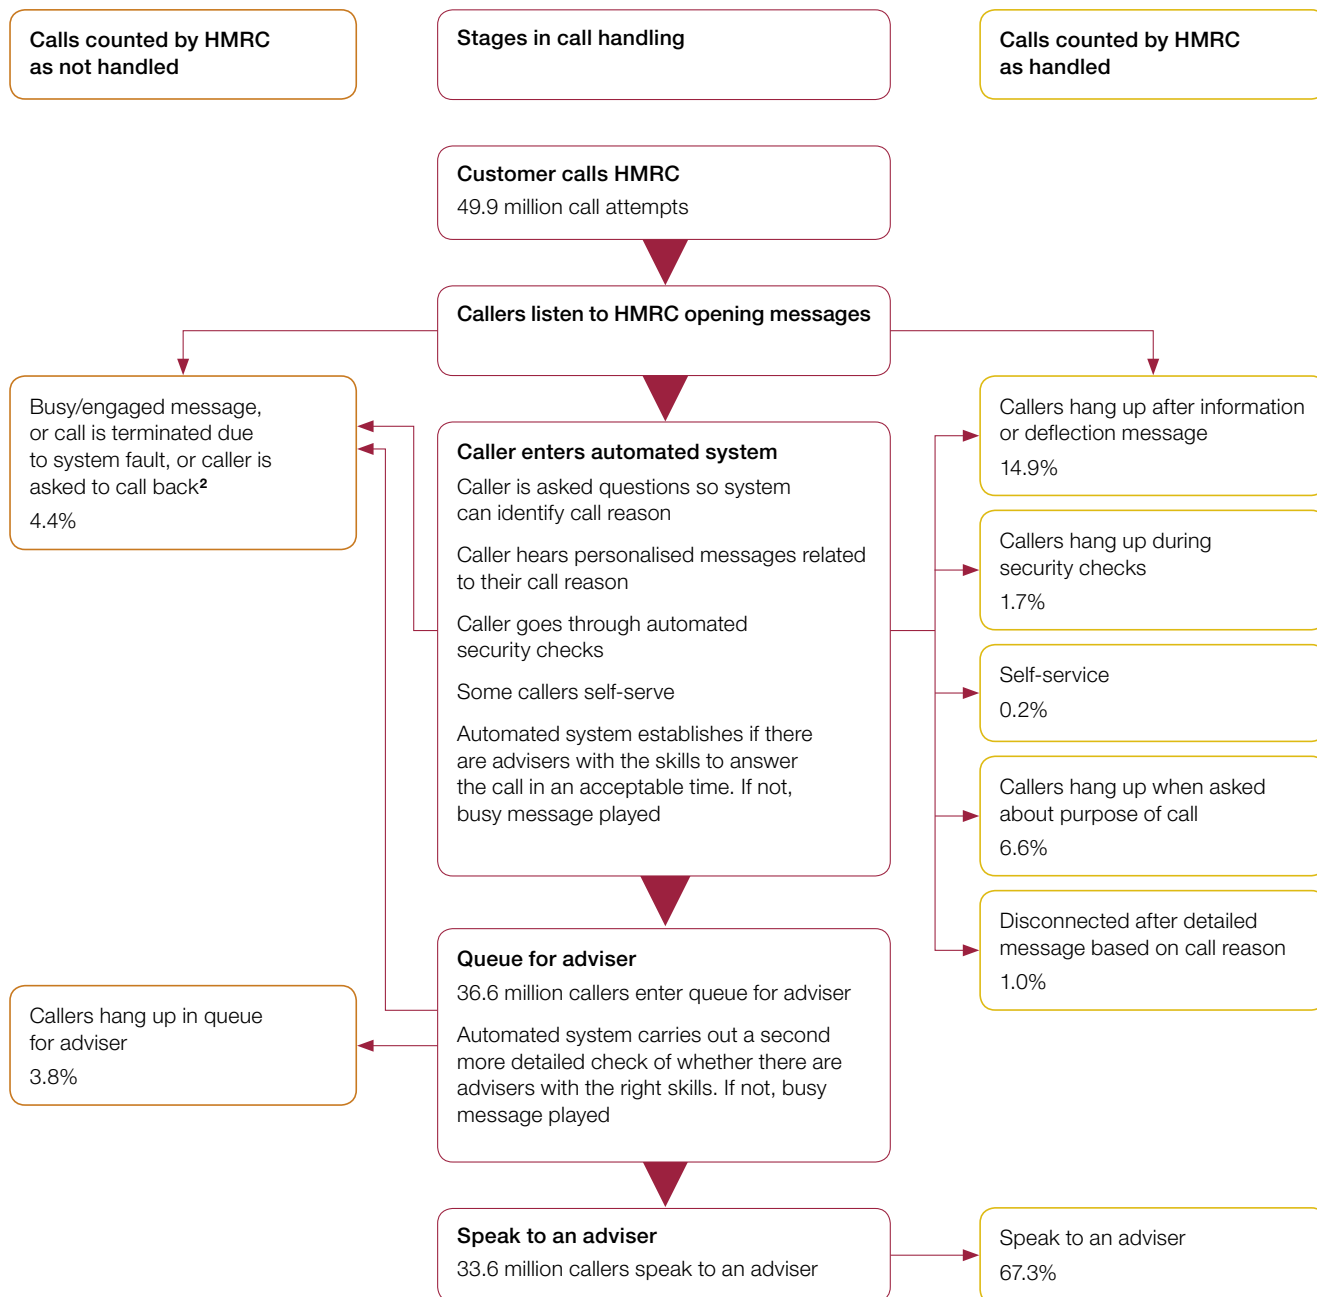 Calls counted by HMRC
as not handled
Stages in call handling
Calls counted by HMRC
as handled
Customer calls HMRC
49.9 million call attempts
Callers listen to HMRC opening messages
Busy/engaged message,
or call is terminated due
to system fault, or caller is
asked to call back²
4.4%
Caller enters automated system
Caller is asked questions so system
can identify call reason
Caller hears personalised messages related
to their call reason
Caller goes through automated
security checks
Some callers self-serve
Automated system establishes if there
are advisers with the skills to answer
the call in an acceptable time. If not,
busy message played
Callers hang up after information
or deflection message
14.9%
Callers hang up during
security checks
1.7%
Self-service
0.2%
Callers hang up when asked
about purpose of call
6.6%
Disconnected after detailed
message based on call reason
1.0%
Queue for adviser
36.6 million callers enter queue for adviser
Automated system carries out a second
more detailed check of whether there are
advisers with the right skills. If not, busy
message played
Callers hang up in queue
for adviser
3.8%
Speak to an adviser
33.6 million callers speak to an adviser
Speak to an adviser
67.3%